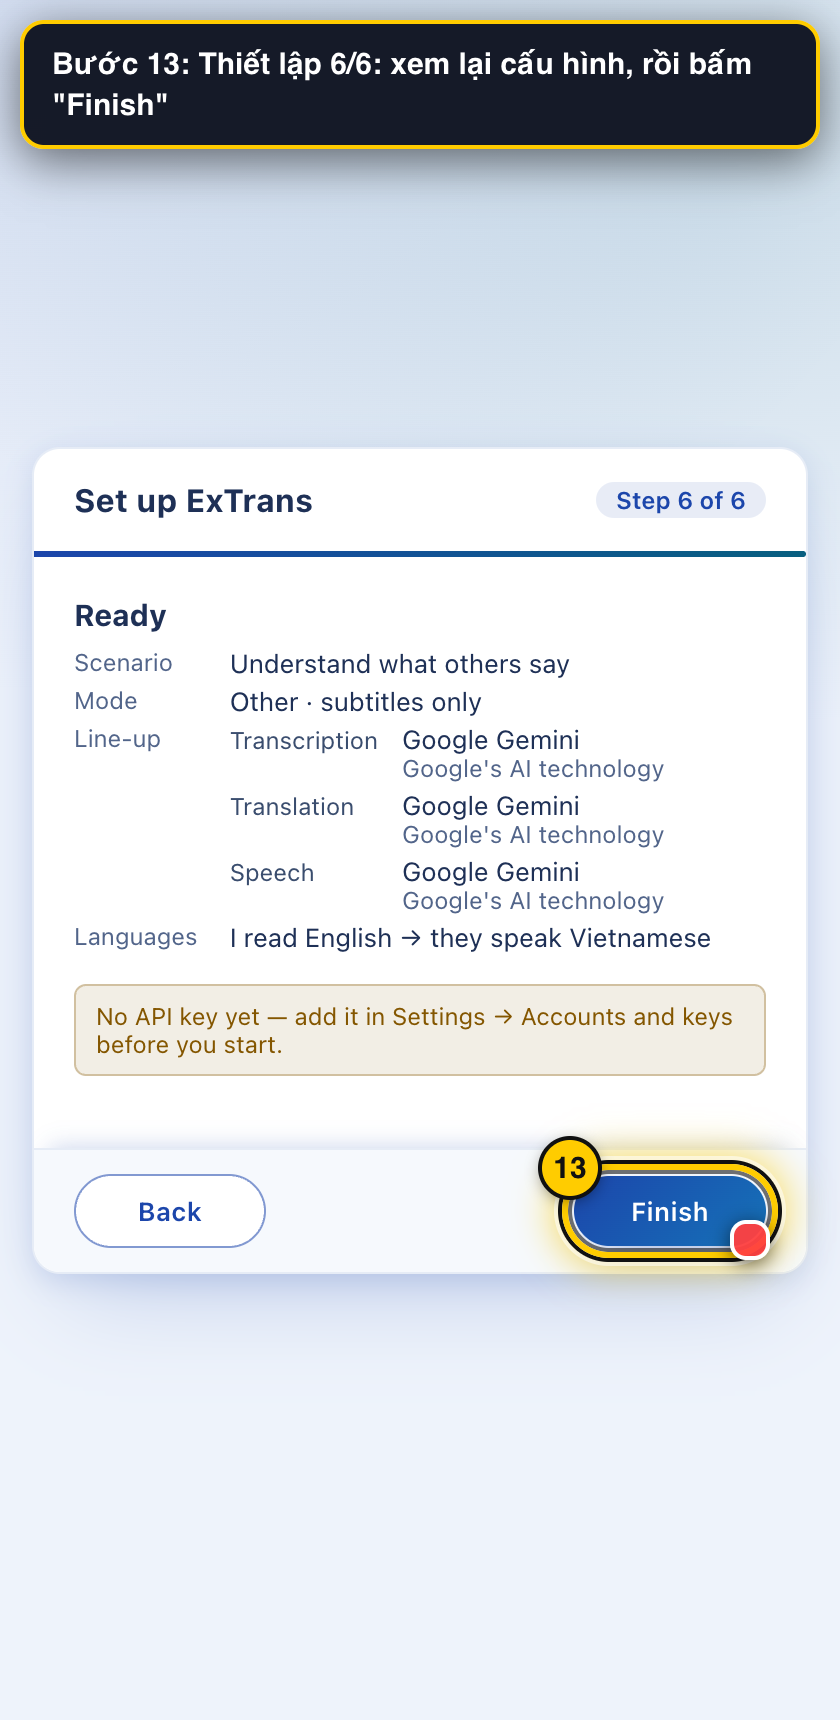 Bước 13: Thiết lập 6/6: xem lại cấu hình, rồi bấm
"Finish"
Set up ExTrans
Step 6 of 6
Ready
Scenario Understand what others say
Mode Other · subtitles only
Line-up Transcription Google Gemini
Google's AI technology
Translation Google Gemini
Google's AI technology
Speech Google Gemini
Google's AI technology
Languages I read English → they speak Vietnamese
No API key yet — add it in Settings → Accounts and keys
before you start.
13
Back
Finish